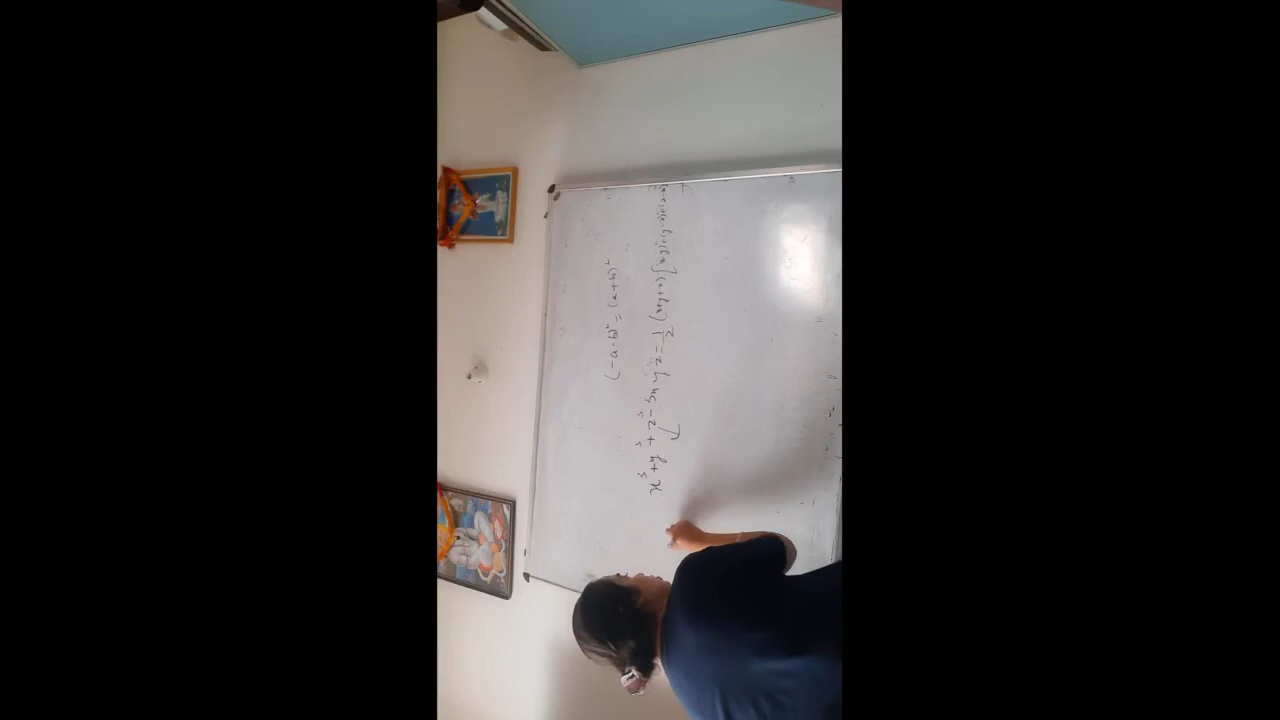 (-a-b)² = (a+b)²
x³+y³+z³-3xyz = 1/2 (x+y+z) [(x-y)²+(y-z)²+(z-x)²]